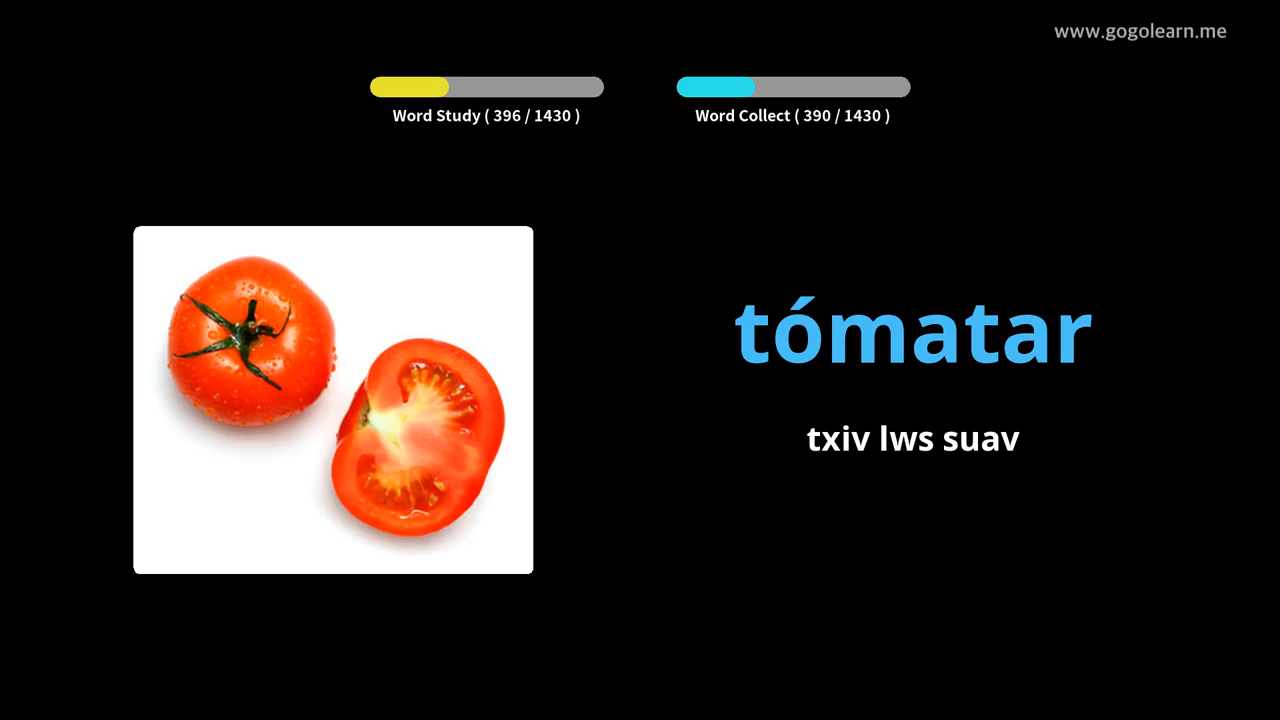 www.gogolearn.me
Word Study ( 396 / 1430 )
Word Collect ( 390 / 1430 )
tómatar
txiv lws suav